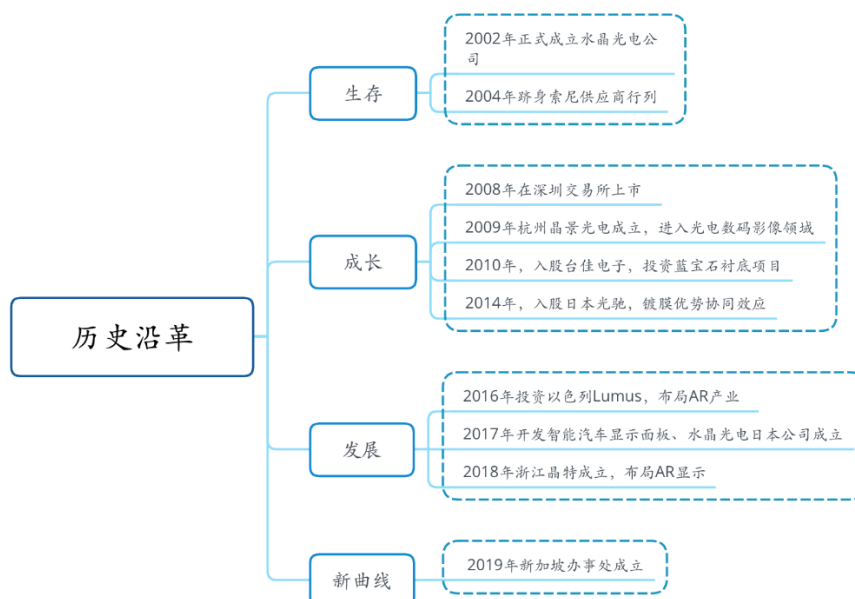 历史沿革
生存
2002年正式成立水晶光电公
司
2004年跻身索尼供应商行列
成长
2008年在深圳交易所上市
2009年杭州晶景光电成立，进入光电数码影像领域
2010年，入股台佳电子，投资蓝宝石衬底项目
2014年，入股日本光驰，镀膜优势协同效应
发展
2016年投资以色列Lumus，布局AR产业
2017年开发智能汽车显示面板、水晶光电日本公司成立
2018年浙江晶特成立，布局AR显示
新曲线
2019年新加坡办事处成立